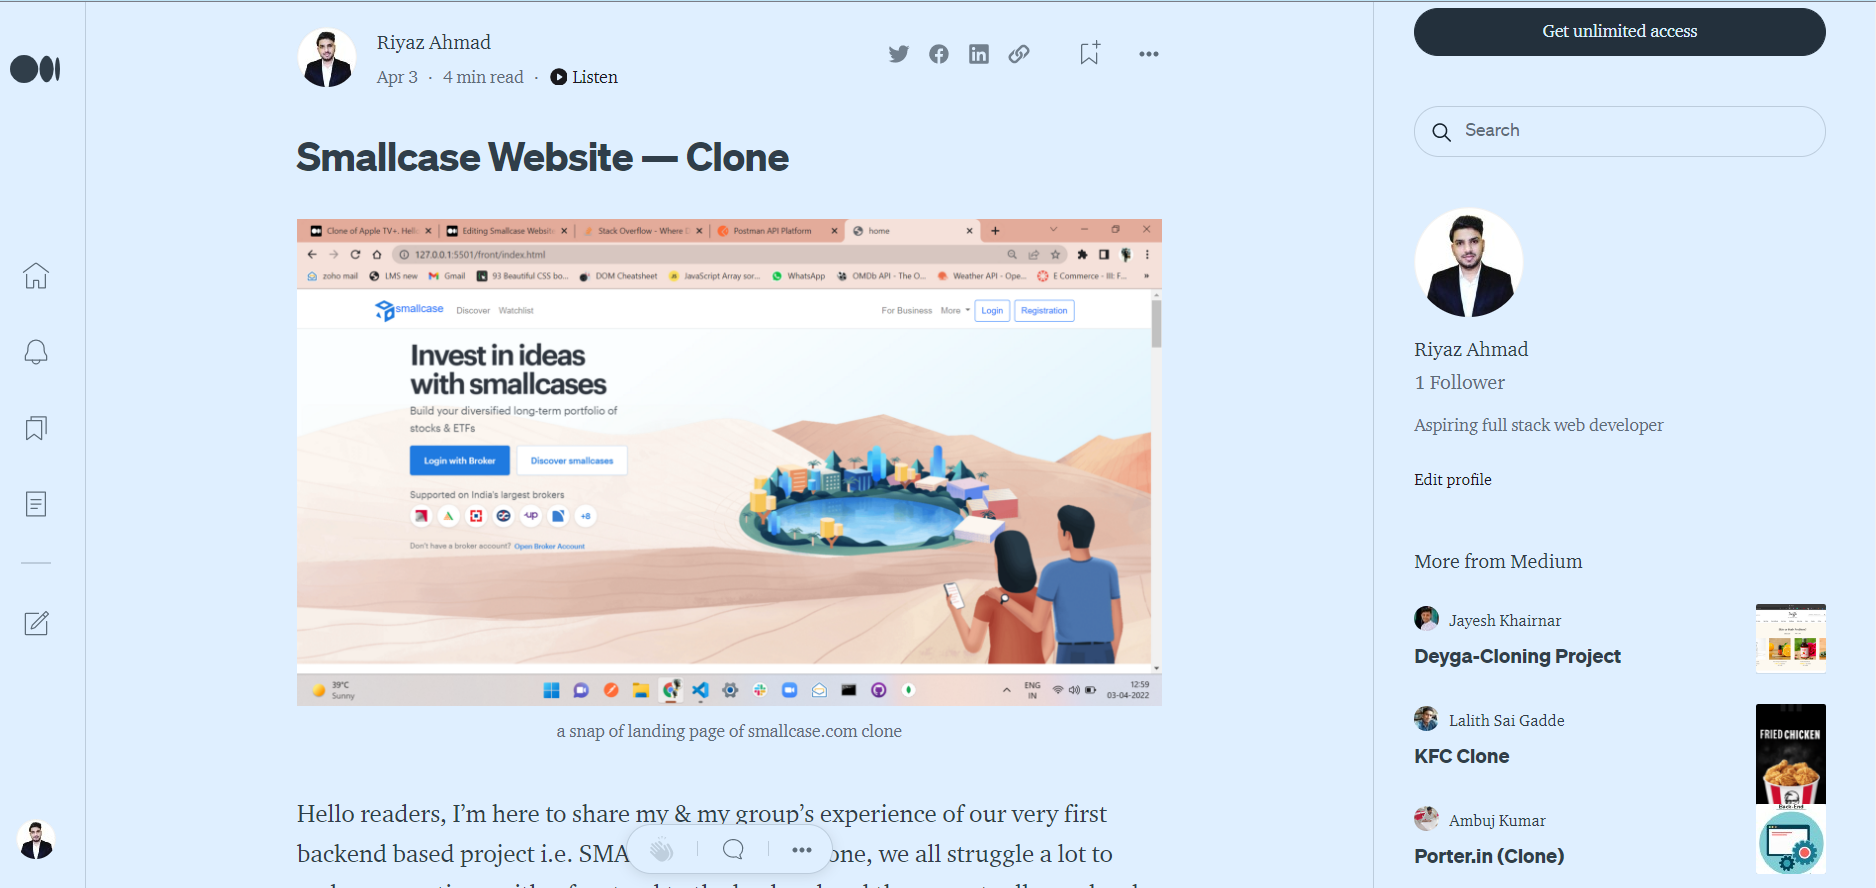 Riyaz Ahmad
Apr 3 · 4 min read · Listen
Smallcase Website — Clone
Clone of Apple TV+. Hell
Editing Smallcase Website
Stack Overflow - Where D
Postman API Platform
home
127.0.0.1:5501/front/index.html
zoho mail
LMS new
Gmail
93 Beautiful CSS bo...
DOM Cheatsheet
JavaScript Array sor...
WhatsApp
OMDb API - The O...
Weather API - Ope...
E Commerce - III: F...
smallcase
Discover
Watchlist
For Business
More
Login
Registration
Invest in ideas
with smallcases
Build your diversified long-term portfolio of
stocks & ETFs
Login with Broker
Discover smallcases
Supported on India's largest brokers
up
+8
Don't have a broker account? Open Broker Account
39°C
Sunny
ENG
IN
12:59
03-04-2022
a snap of landing page of smallcase.com clone
Hello readers, I’m here to share my & my group’s experience of our very first
backend based project i.e. SMA
one, we all struggle a lot to
Get unlimited access
Search
Riyaz Ahmad
1 Follower
Aspiring full stack web developer
Edit profile
More from Medium
Jayesh Khairnar
Deyga-Cloning Project
Lalith Sai Gadde
KFC Clone
FRIED CHICKEN
KFC
Back-End
Ambuj Kumar
Porter.in (Clone)